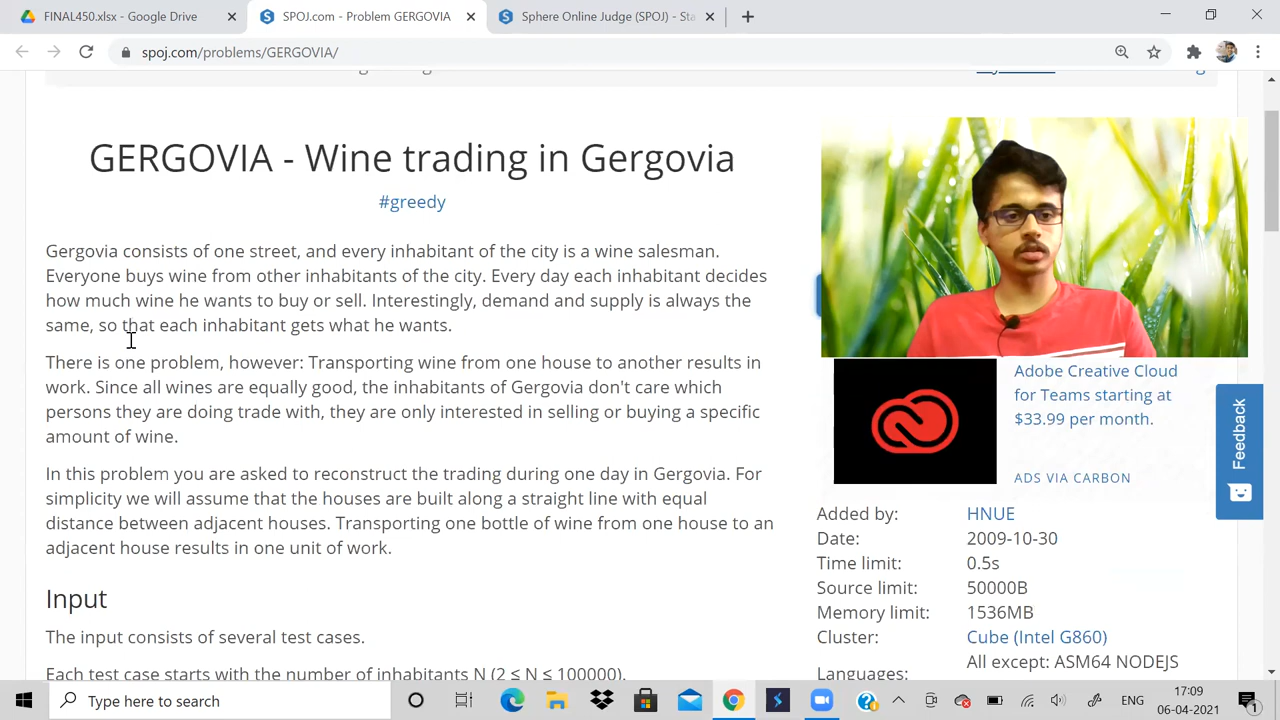 FINAL450.xlsx - Google Drive
SPOJ.com - Problem GERGOVIA
Sphere Online Judge (SPOJ) - Sta
spoj.com/problems/GERGOVIA/
GERGOVIA - Wine trading in Gergovia
#greedy
Gergovia consists of one street, and every inhabitant of the city is a wine salesman.
Everyone buys wine from other inhabitants of the city. Every day each inhabitant decides
how much wine he wants to buy or sell. Interestingly, demand and supply is always the
same, so that each inhabitant gets what he wants.
There is one problem, however: Transporting wine from one house to another results in
work. Since all wines are equally good, the inhabitants of Gergovia don't care which
persons they are doing trade with, they are only interested in selling or buying a specific
amount of wine.
In this problem you are asked to reconstruct the trading during one day in Gergovia. For
simplicity we will assume that the houses are built along a straight line with equal
distance between adjacent houses. Transporting one bottle of wine from one house to an
adjacent house results in one unit of work.
Input
The input consists of several test cases.
Each test case starts with the number of inhabitants N (2 ≤ N ≤ 100000).
Adobe Creative Cloud
for Teams starting at
$33.99 per month.
ADS VIA CARBON
Feedback
Added by: HNUE
Date: 2009-10-30
Time limit: 0.5s
Source limit: 50000B
Memory limit: 1536MB
Cluster: Cube (Intel G860)
Languages: All except: ASM64 NODEJS
Type here to search
ENG
17:09
06-04-2021